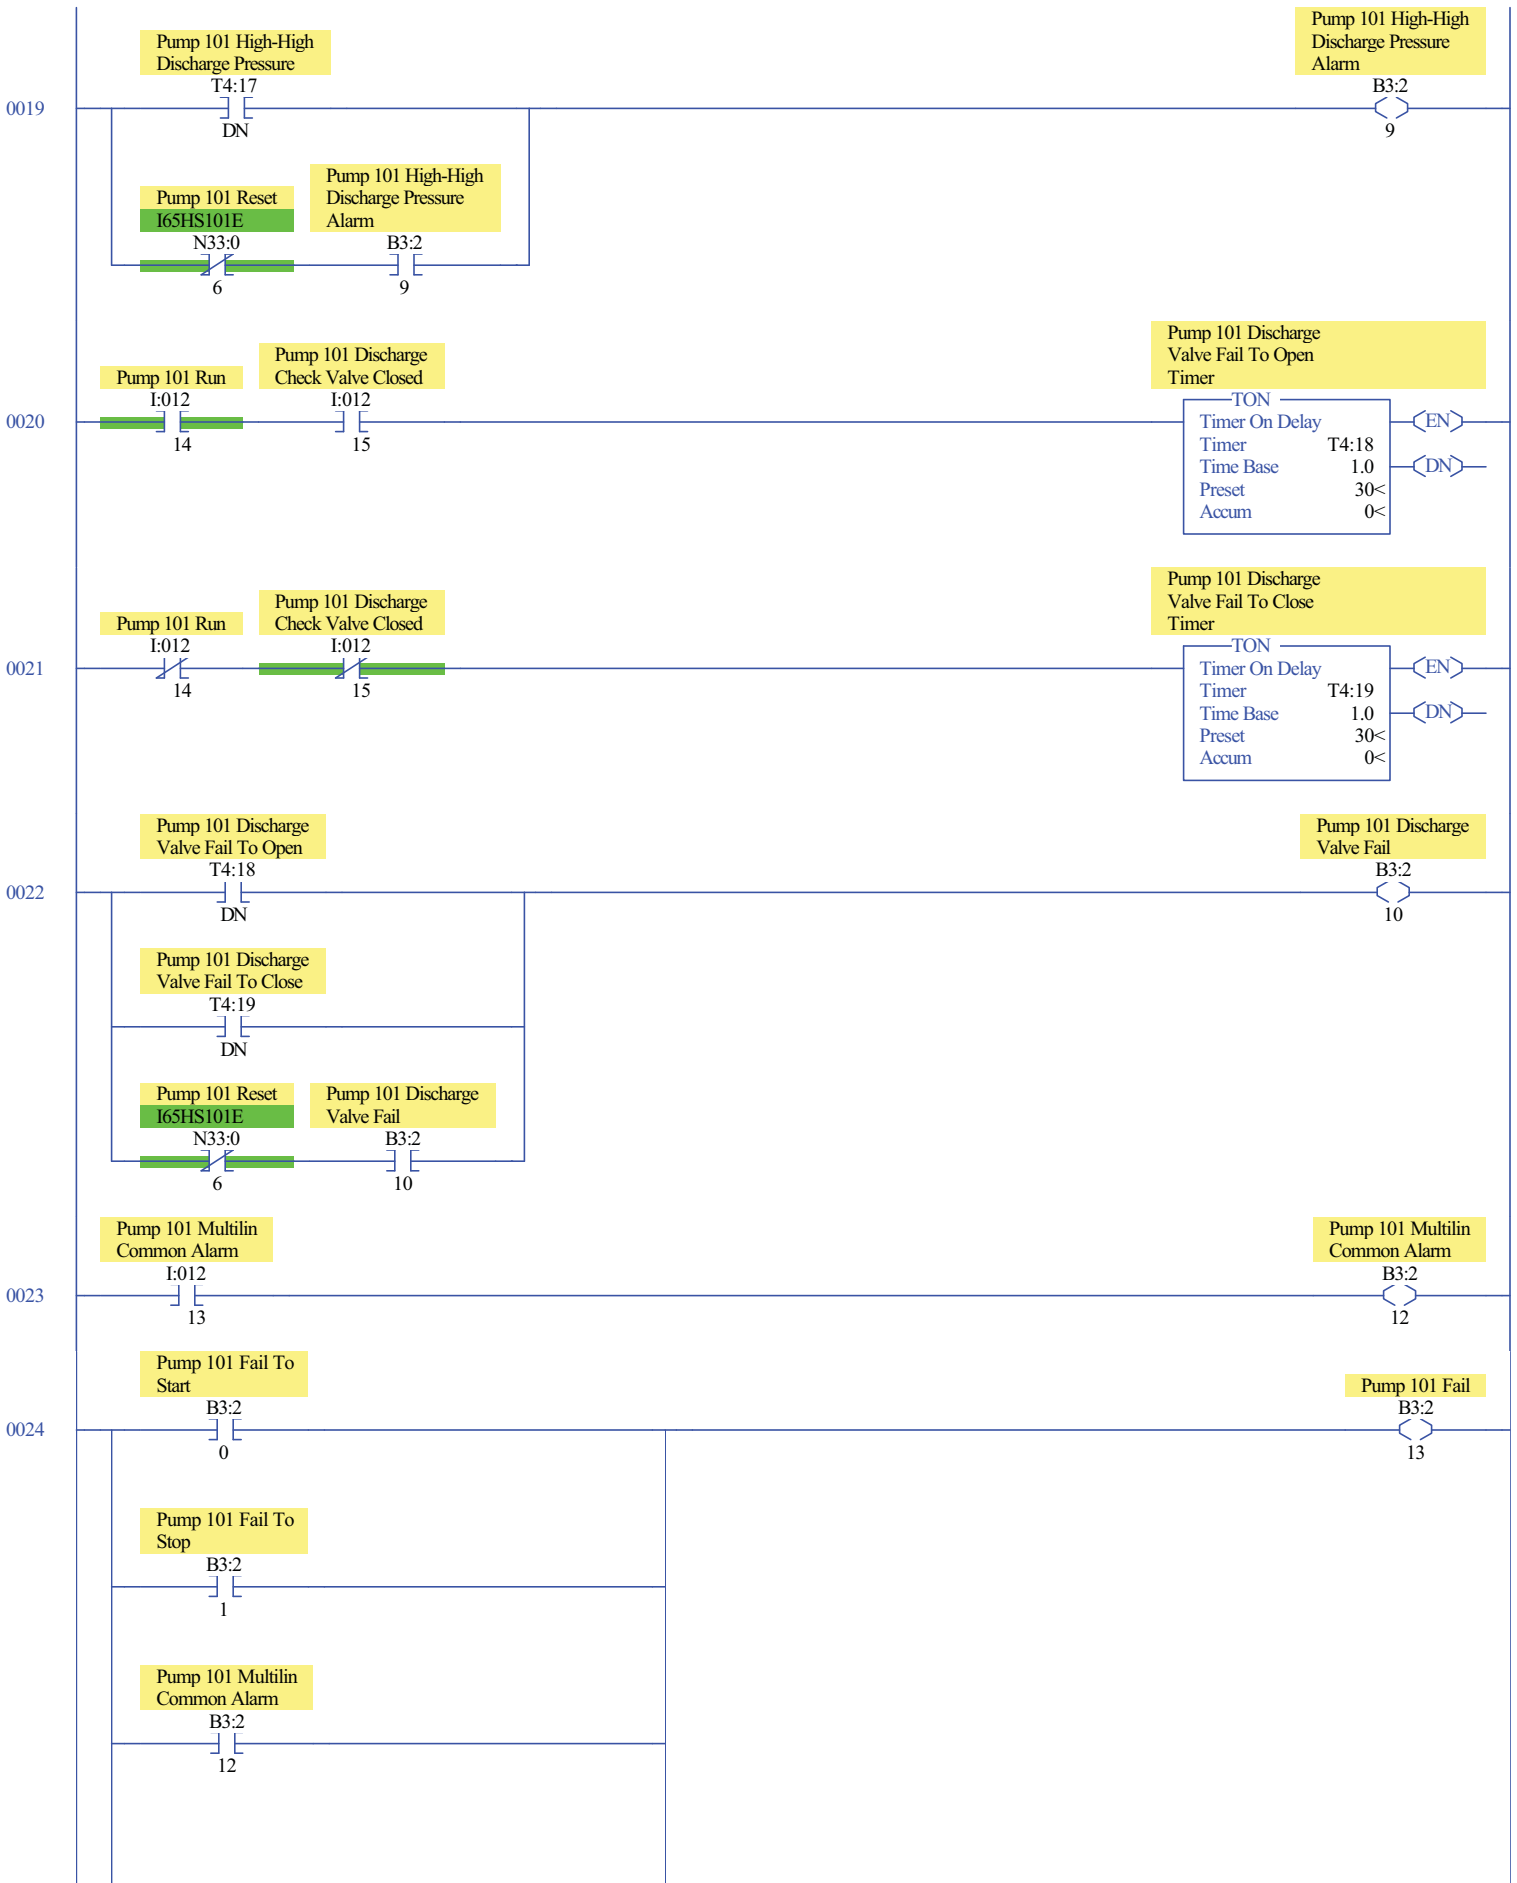 Pump 101 High-High
Discharge Pressure
T4:17
DN
Pump 101 High-High
Discharge Pressure
Alarm
B3:2
9
0019
Pump 101 Reset
I65HS101E
N33:0
6
Pump 101 High-High
Discharge Pressure
Alarm
B3:2
9
0020
Pump 101 Run
I:012
14
Pump 101 Discharge
Check Valve Closed
I:012
15
Pump 101 Discharge
Valve Fail To Open
Timer
TON
Timer On Delay
Timer T4:18
Time Base 1.0
Preset 30<
Accum 0<
EN
DN
0021
Pump 101 Run
I:012
14
Pump 101 Discharge
Check Valve Closed
I:012
15
Pump 101 Discharge
Valve Fail To Close
Timer
TON
Timer On Delay
Timer T4:19
Time Base 1.0
Preset 30<
Accum 0<
EN
DN
0022
Pump 101 Discharge
Valve Fail To Open
T4:18
DN
Pump 101 Discharge
Valve Fail
B3:2
10
Pump 101 Discharge
Valve Fail To Close
T4:19
DN
Pump 101 Reset
I65HS101E
N33:0
6
Pump 101 Discharge
Valve Fail
B3:2
10
0023
Pump 101 Multilin
Common Alarm
I:012
13
Pump 101 Multilin
Common Alarm
B3:2
12
0024
Pump 101 Fail To
Start
B3:2
0
Pump 101 Fail
B3:2
13
Pump 101 Fail To
Stop
B3:2
1
Pump 101 Multilin
Common Alarm
B3:2
12